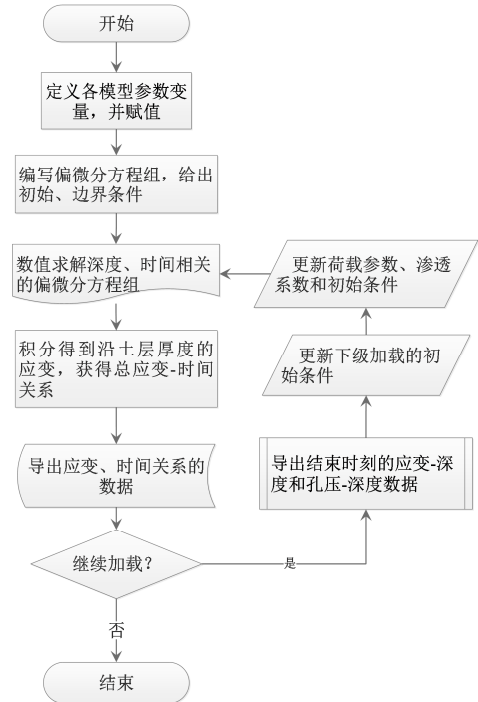 开始
定义各模型参数变
量，并赋值
编写偏微分方程组，给出
初始、边界条件
数值求解深度、时间相关
的偏微分方程组
积分得到沿土层厚度的
应变，获得总应变-时间
关系
导出应变、时间关系的
数据
继续加载？
是
否
结束
更新荷载参数、渗透
系数和初始条件
更新下级加载的初
始条件
导出结束时刻的应变-深
度和孔压-深度数据